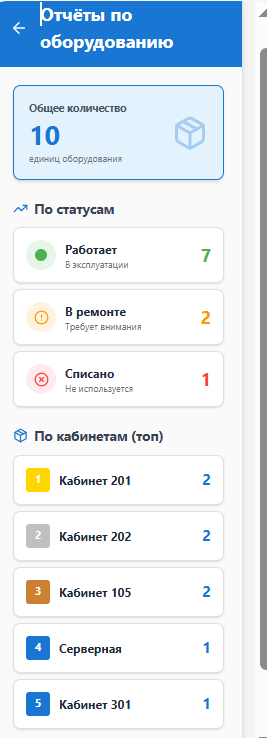 Отчёты по
оборудованию
Общее количество
10
единиц оборудования
По статусам
Работает
В эксплуатации
7
В ремонте
Требует внимания
2
Списано
Не используется
1
По кабинетам (топ)
1 Кабинет 201 2
2 Кабинет 202 2
3 Кабинет 105 2
4 Серверная 1
5 Кабинет 301 1